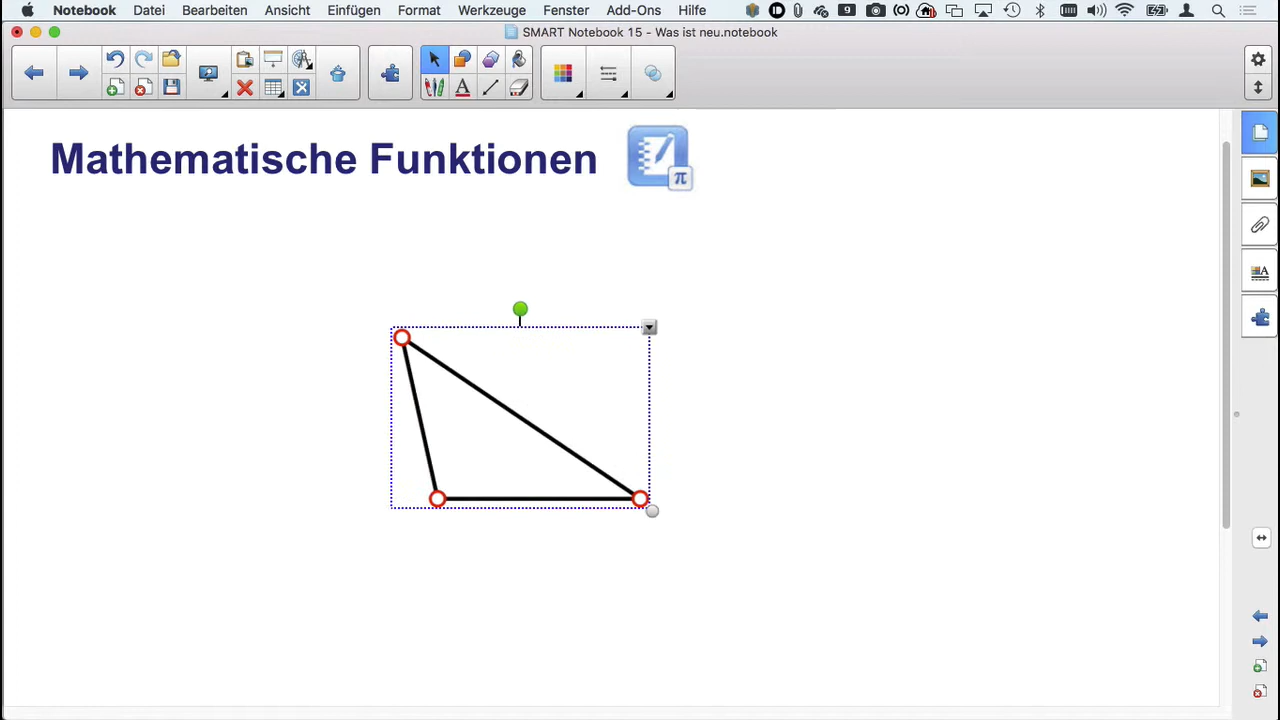 Notebook Datei Bearbeiten Ansicht Einfügen Format Werkzeuge Fenster Add-Ons Hilfe 9
SMART Notebook 15 - Was ist neu.notebook
A
A
Mathematische Funktionen
π